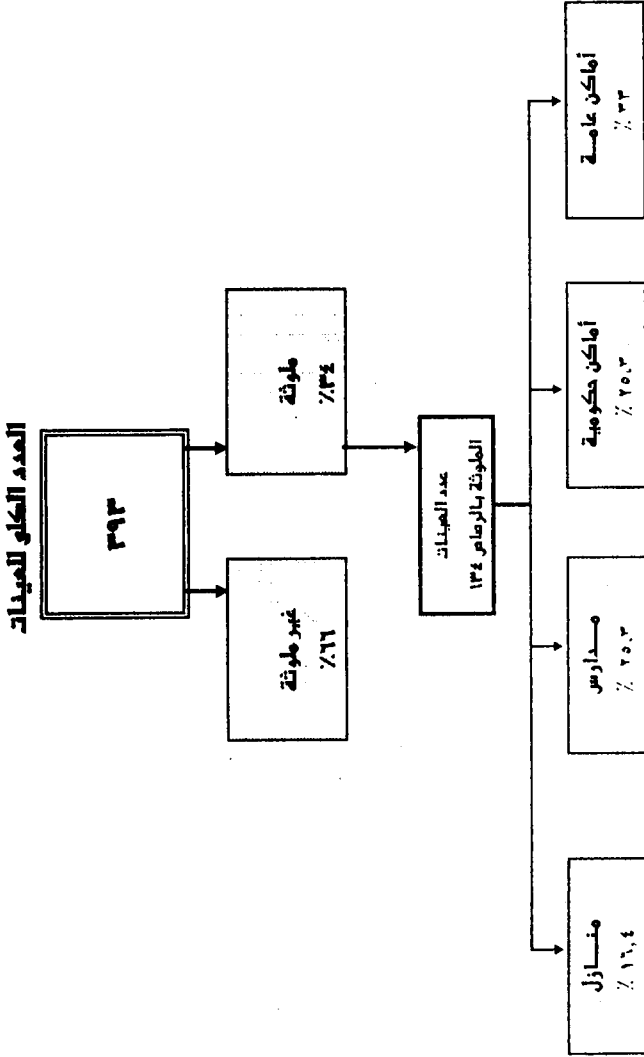 العدد الكلي للعينات
٣٩٣
ملوثة
٣٤٪
غير ملوثة
٦٦٪
عدد العينات
الملوثة بالرصاص ١٣٤
أماكن عامة
٣٣ ٪
أماكن حكومية
٢٥.٣ ٪
مدارس
٢٥.٣ ٪
منازل
١٦,٤ ٪